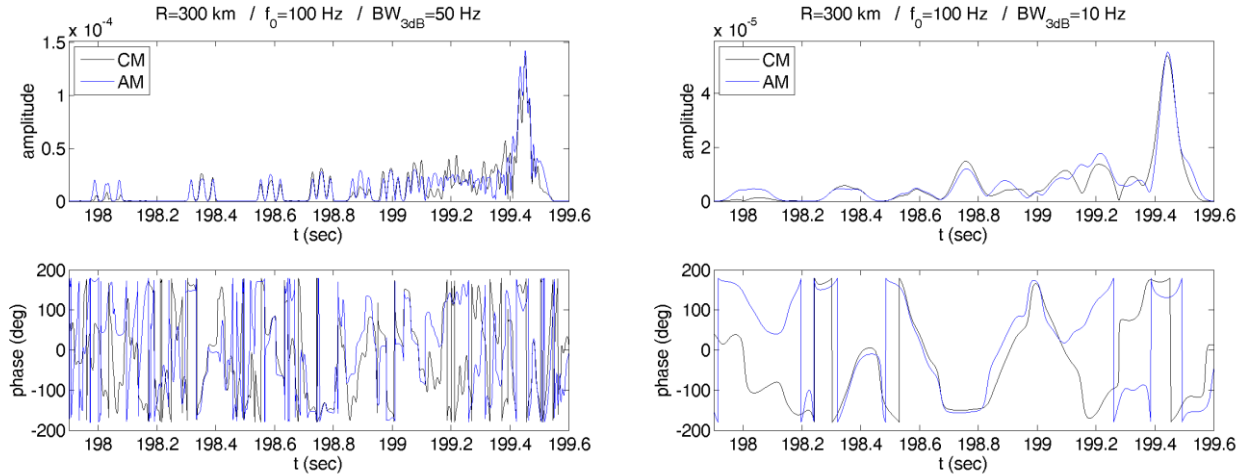 R=300 km / f0=100 Hz / BW3dB=50 Hz
x 10-4
1.5
1
0.5
0
amplitude
CM
AM
198 198.2 198.4 198.6 198.8 199 199.2 199.4 199.6
t (sec)
200
100
0
-100
-200
phase (deg)
198 198.2 198.4 198.6 198.8 199 199.2 199.4 199.6
t (sec)
R=300 km / f0=100 Hz / BW3dB=10 Hz
x 10-5
4
2
0
amplitude
CM
AM
198 198.2 198.4 198.6 198.8 199 199.2 199.4 199.6
t (sec)
200
100
0
-100
-200
phase (deg)
198 198.2 198.4 198.6 198.8 199 199.2 199.4 199.6
t (sec)